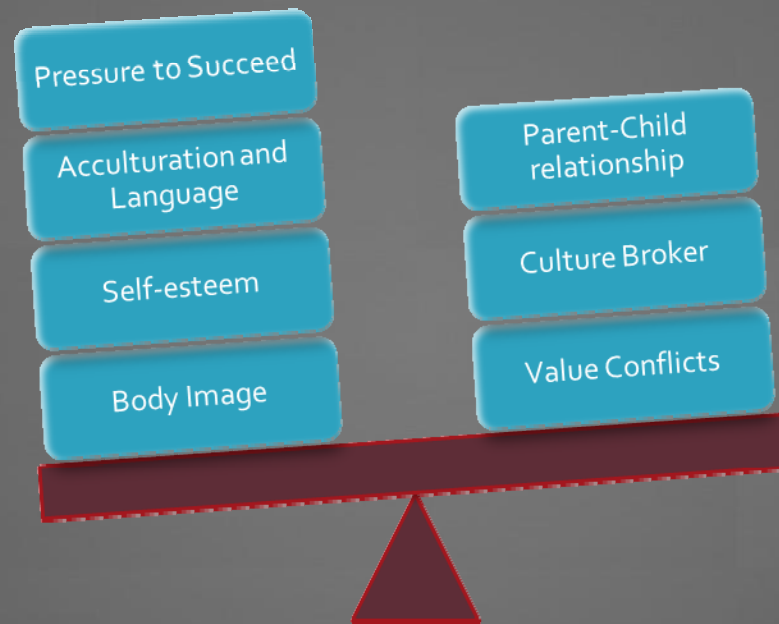 Pressure to Succeed
Acculturation and
Language
Self-esteem
Body Image
Parent-Child
relationship
Culture Broker
Value Conflicts